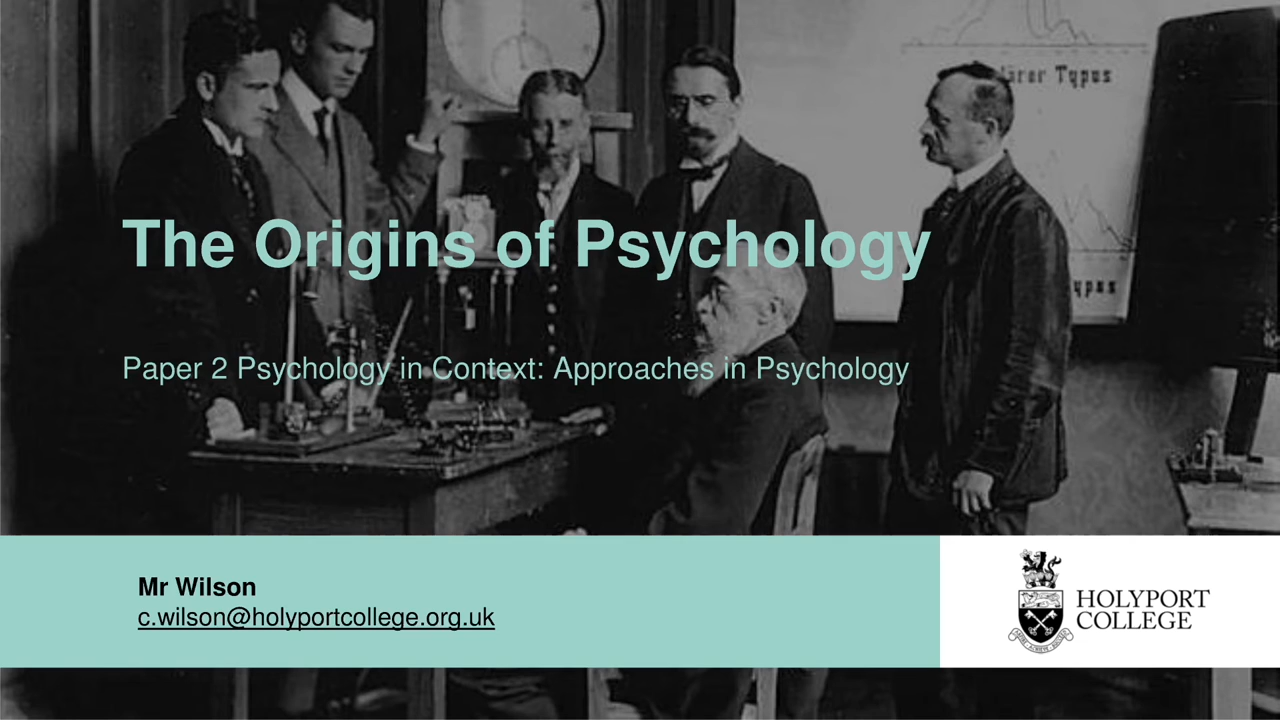 Typus
The Origins of Psychology
ypus
Paper 2 Psychology in Context: Approaches in Psychology
Mr Wilson
c.wilson@holyportcollege.org.uk
HOLYPORT
COLLEGE